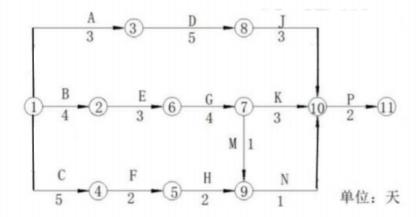 A D J
3 ③ 5 ⑧ 3
B E G K P
① ② ⑥ ⑦ ⑩ ⑪
4 3 4 3 2
M 1
C F H N
④ ⑤ ⑨
5 2 2 1
单位：天